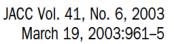 JACC Vol. 41, No. 6, 2003
March 19, 2003:961–5